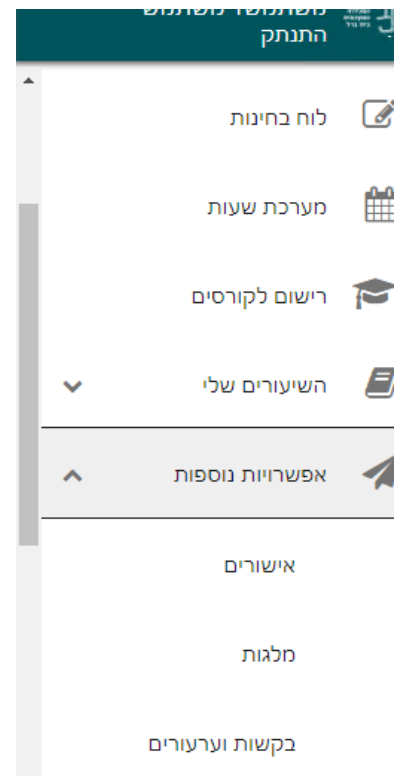 התנתק
לוח בחינות
מערכת שעות
רישום לקורסים
השיעורים שלי
אפשרויות נוספות
אישורים
מלגות
בקשות וערעורים